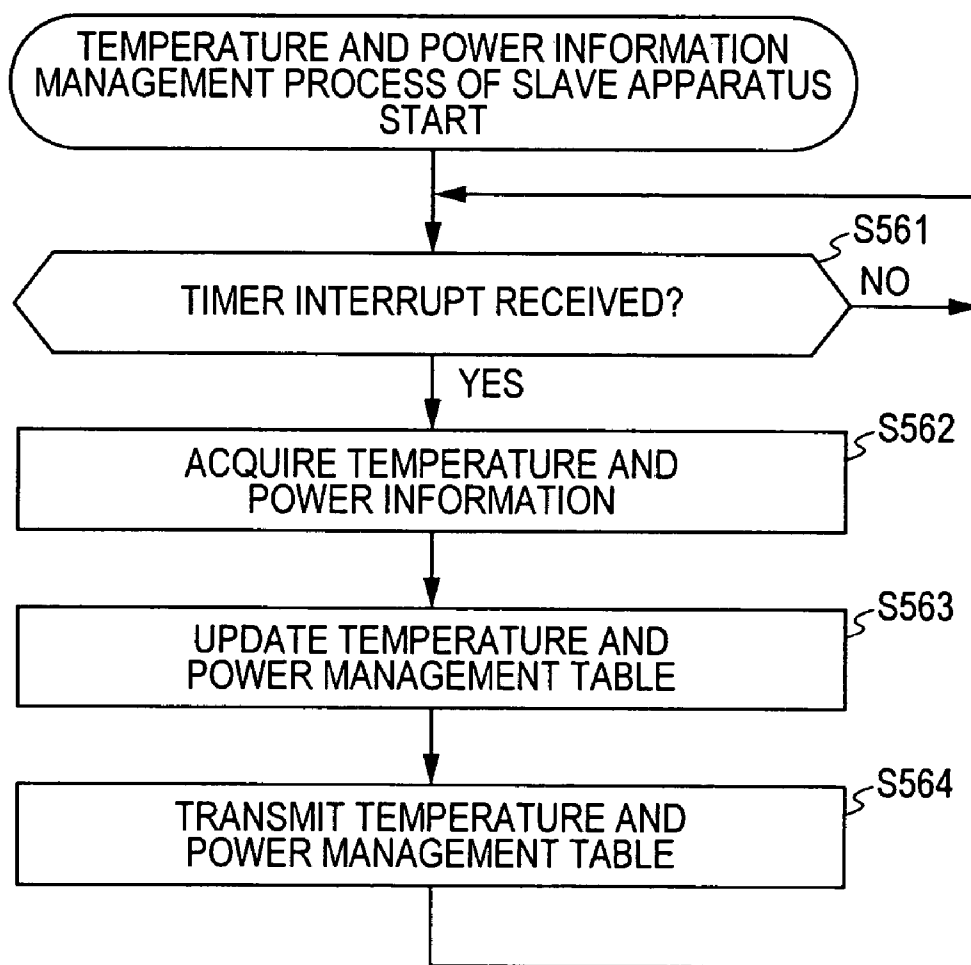 TEMPERATURE AND POWER INFORMATION
MANAGEMENT PROCESS OF SLAVE APPARATUS
START
S561
TIMER INTERRUPT RECEIVED?
NO
YES
S562
ACQUIRE TEMPERATURE AND
POWER INFORMATION
S563
UPDATE TEMPERATURE AND
POWER MANAGEMENT TABLE
S564
TRANSMIT TEMPERATURE AND
POWER MANAGEMENT TABLE